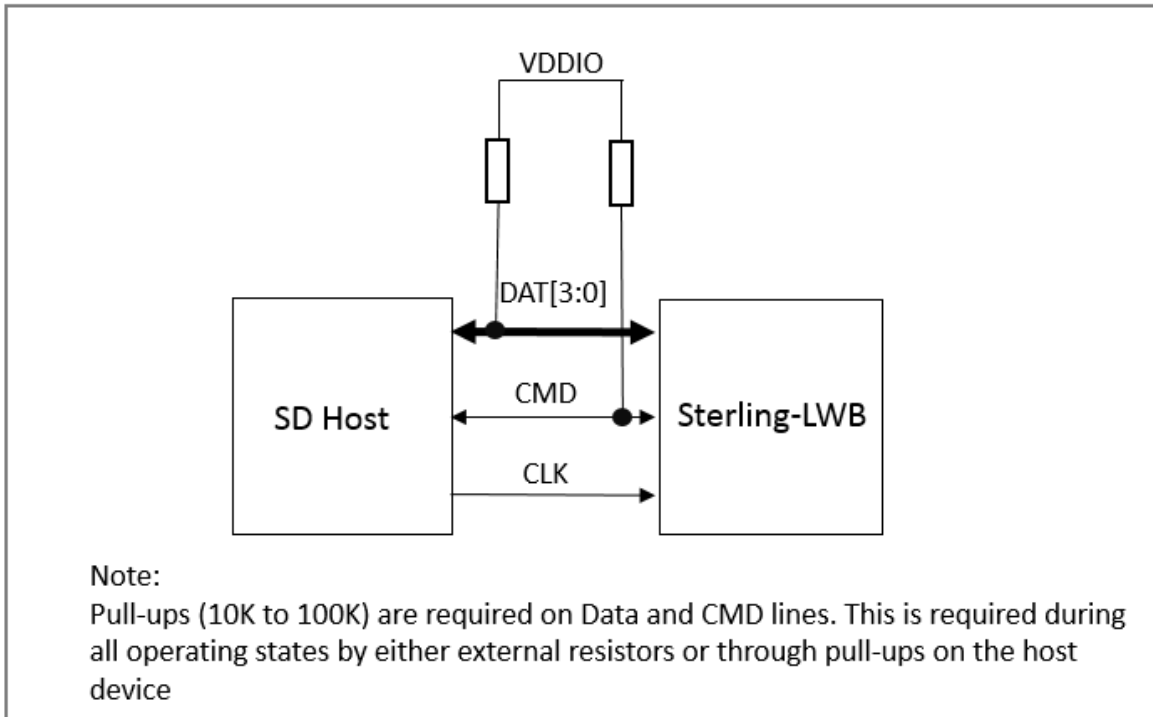 VDDIO
DAT[3:0]
CMD
SD Host
Sterling-LWB
CLK
Note:
Pull-ups (10K to 100K) are required on Data and CMD lines. This is required during
all operating states by either external resistors or through pull-ups on the host
device